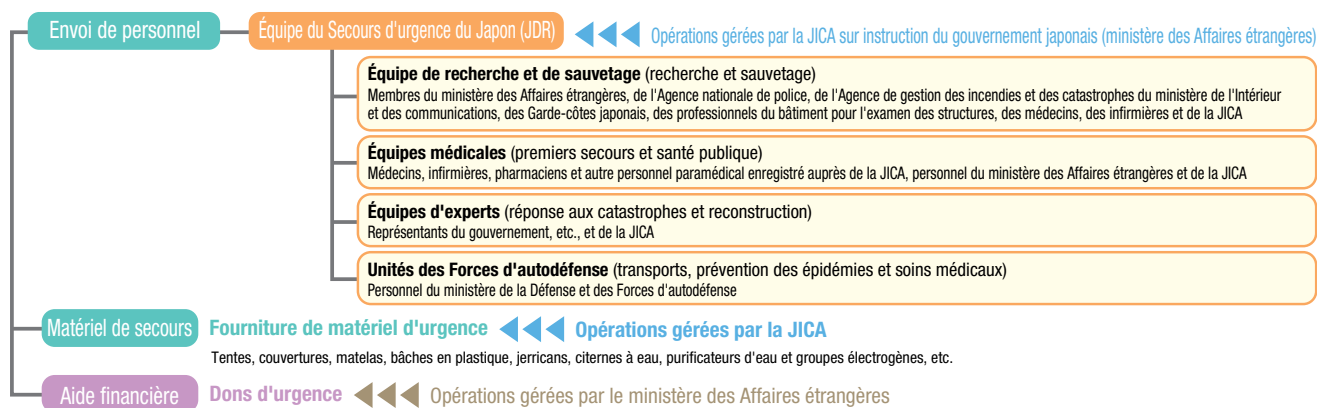 Envoi de personnel
Équipe du Secours d'urgence du Japon (JDR)
Opérations gérées par la JICA sur instruction du gouvernement japonais (ministère des Affaires étrangères)
Équipe de recherche et de sauvetage (recherche et sauvetage)
Membres du ministère des Affaires étrangères, de l'Agence nationale de police, de l'Agence de gestion des incendies et des catastrophes du ministère de l'Intérieur
et des communications, des Garde-côtes japonais, des professionnels du bâtiment pour l'examen des structures, des médecins, des infirmières et de la JICA
Équipes médicales (premiers secours et santé publique)
Médecins, infirmières, pharmaciens et autre personnel paramédical enregistré auprès de la JICA, personnel du ministère des Affaires étrangères et de la JICA
Équipes d'experts (réponse aux catastrophes et reconstruction)
Représentants du gouvernement, etc., et de la JICA
Unités des Forces d'autodéfense (transports, prévention des épidémies et soins médicaux)
Personnel du ministère de la Défense et des Forces d'autodéfense
Matériel de secours
Fourniture de matériel d'urgence
Opérations gérées par la JICA
Tentes, couvertures, matelas, bâches en plastique, jerricans, citernes à eau, purificateurs d'eau et groupes électrogènes, etc.
Aide financière
Dons d'urgence
Opérations gérées par le ministère des Affaires étrangères